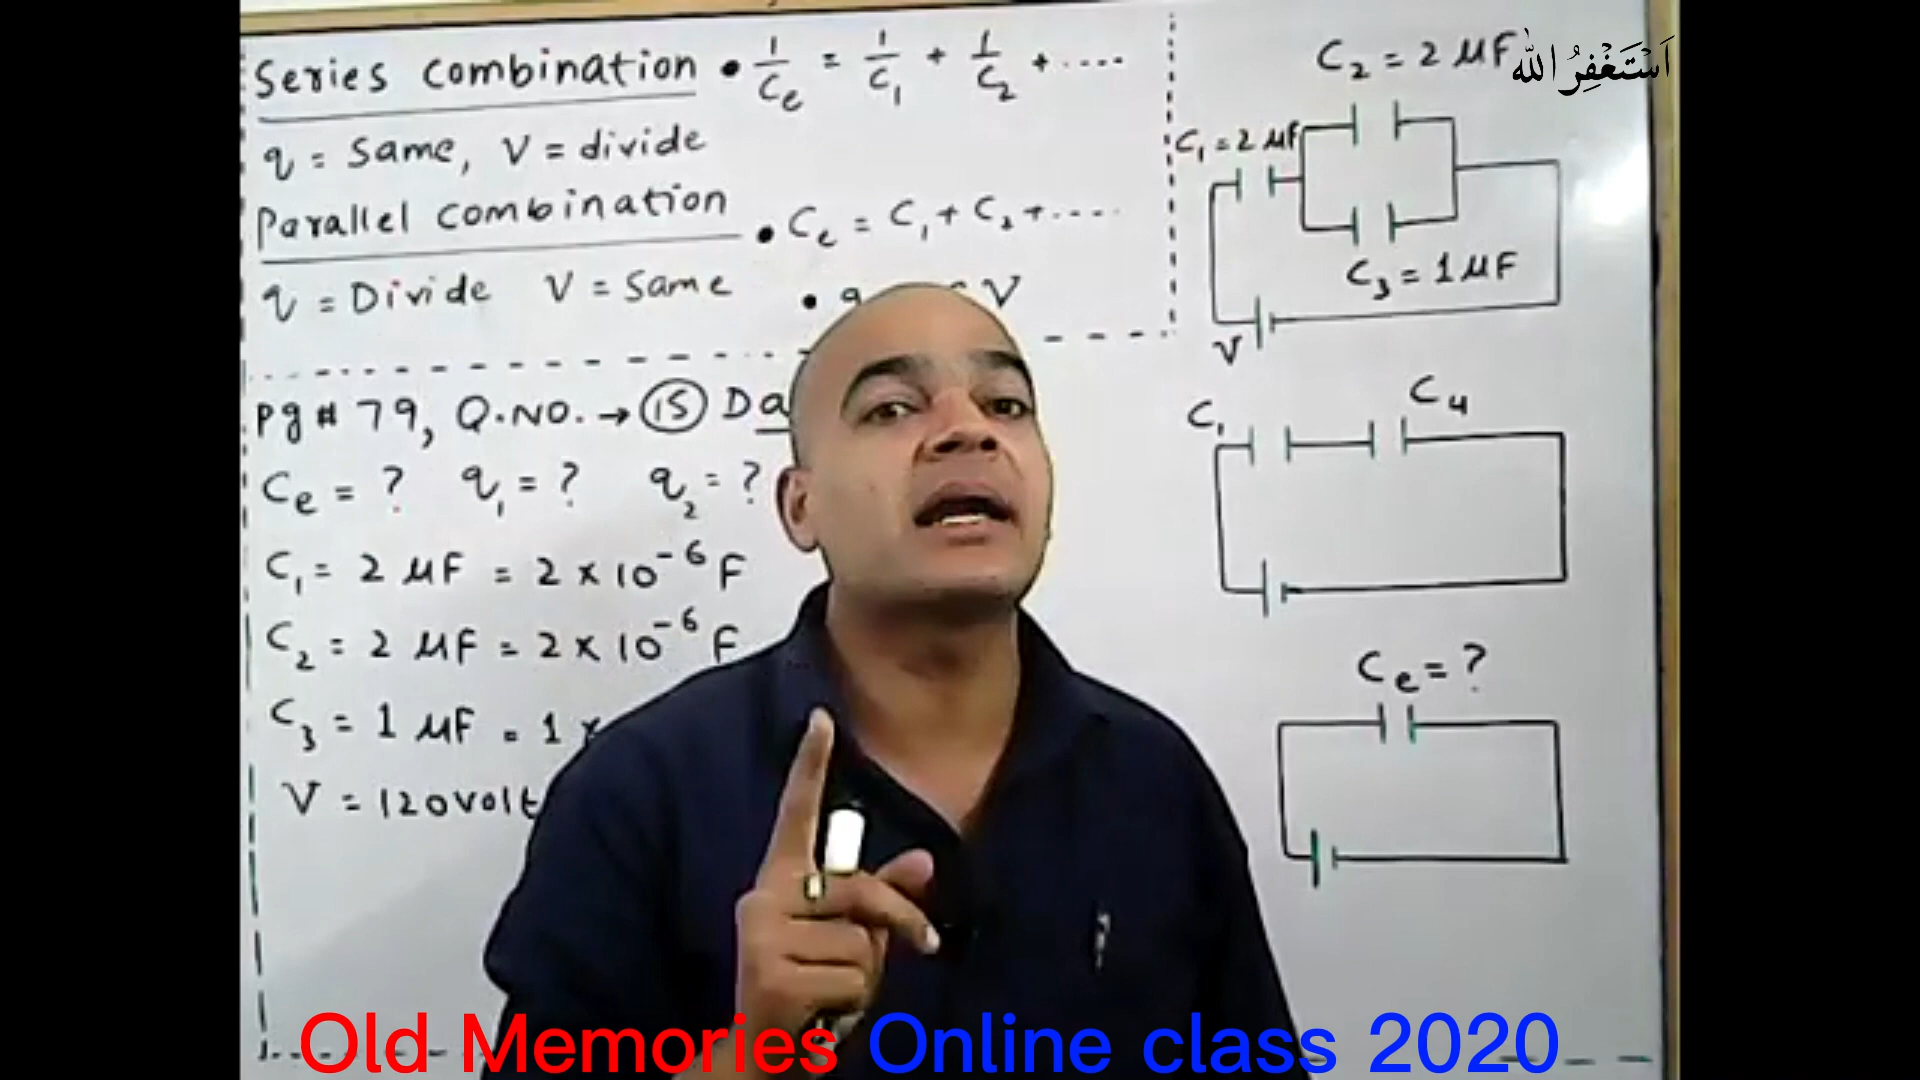 Series Combination • 1/Ce = 1/C1 + 1/C2 + ....
q = Same, V = divide
Parallel Combination • Ce = C1 + C2 + ....
q = Divide V = Same • V
Pg # 79, Q.NO. → 15
Ce = ? q1 = ? q2 = ?
C1 = 2 μF = 2 × 10⁻⁶ F
C2 = 2 μF = 2 × 10⁻⁶ F
C3 = 1 μF = 1 ×
V = 120 volt
C2 = 2 μF
أَسْتَغْفِرُ اللّٰه
C1 = 2 μF
C3 = 1 μF
V
C1 C4
Ce = ?
Old Memories Online class 2020